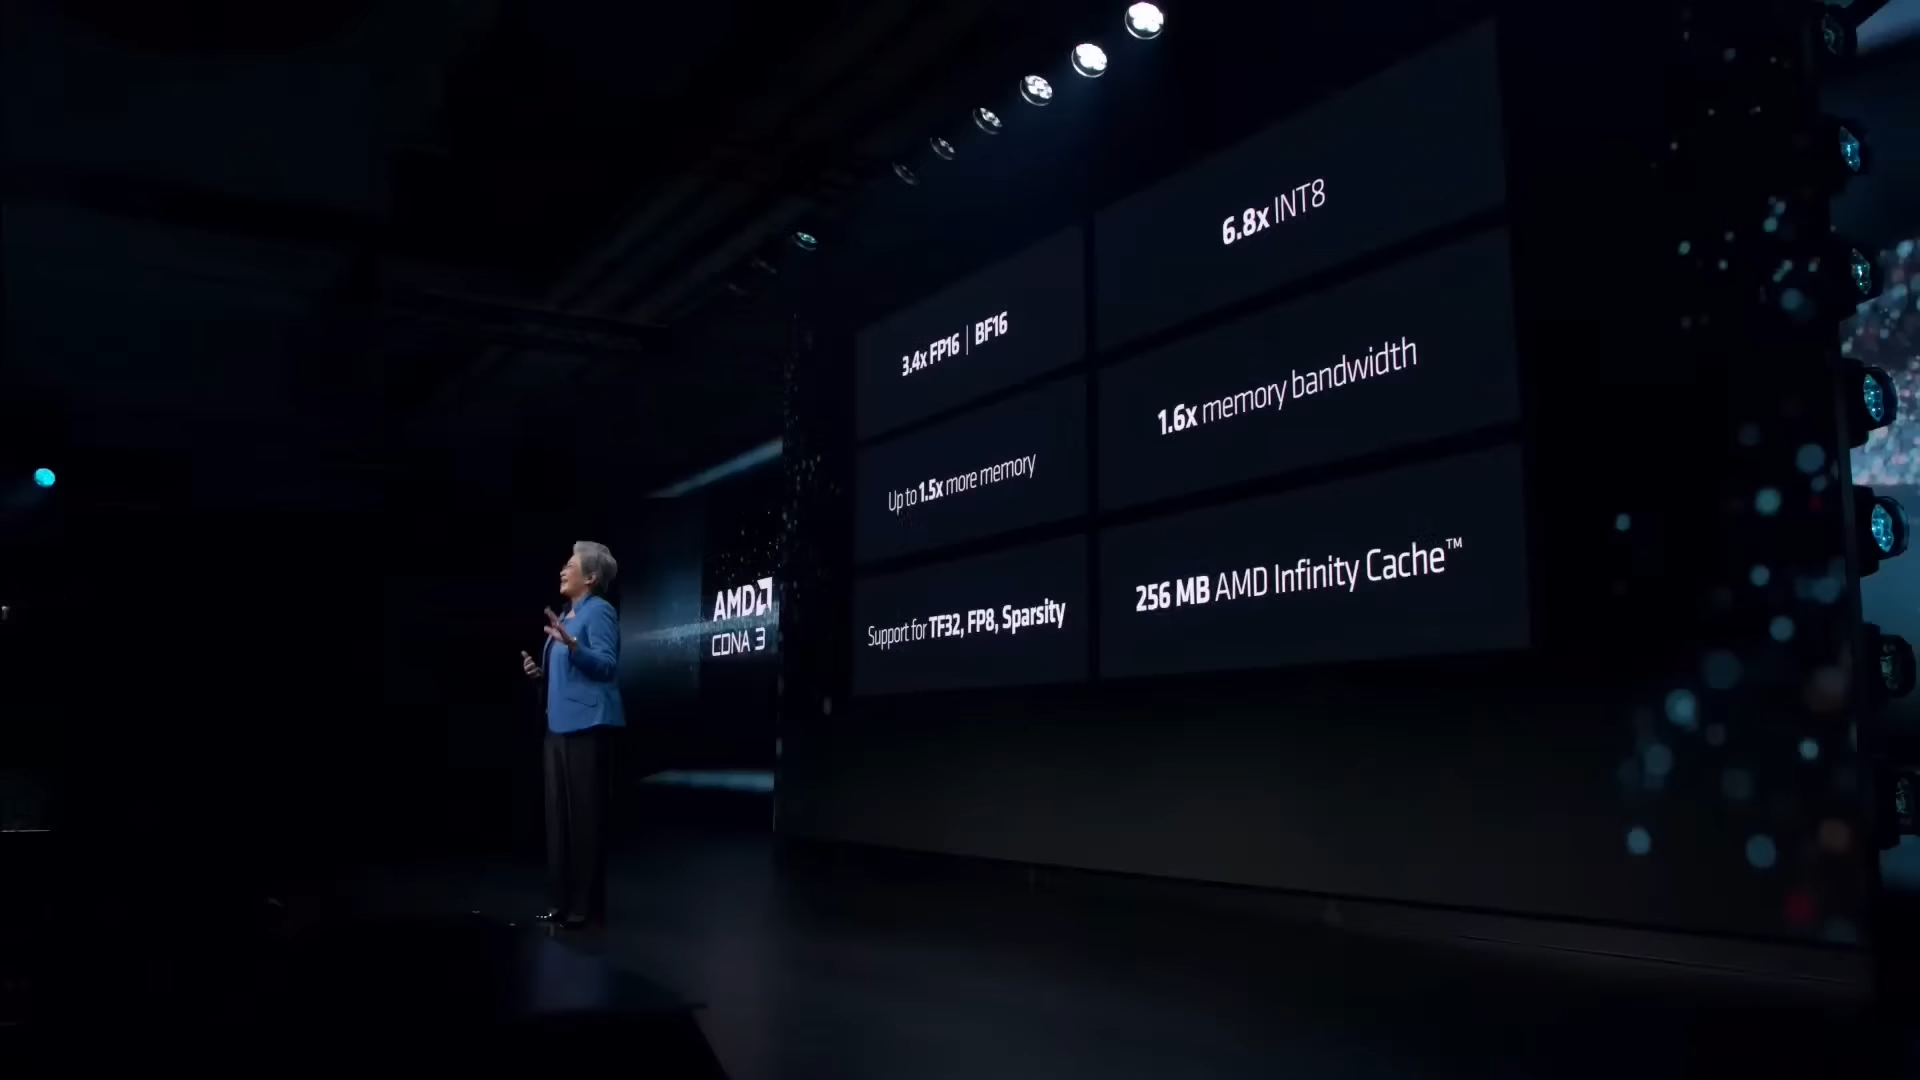 AMD
CDNA 3
3.4x FP16 | BF16
6.8x INT8
Up to 1.5x more memory
1.6x memory bandwidth
Support for TF32, FP8, Sparsity
256 MB AMD Infinity Cache™